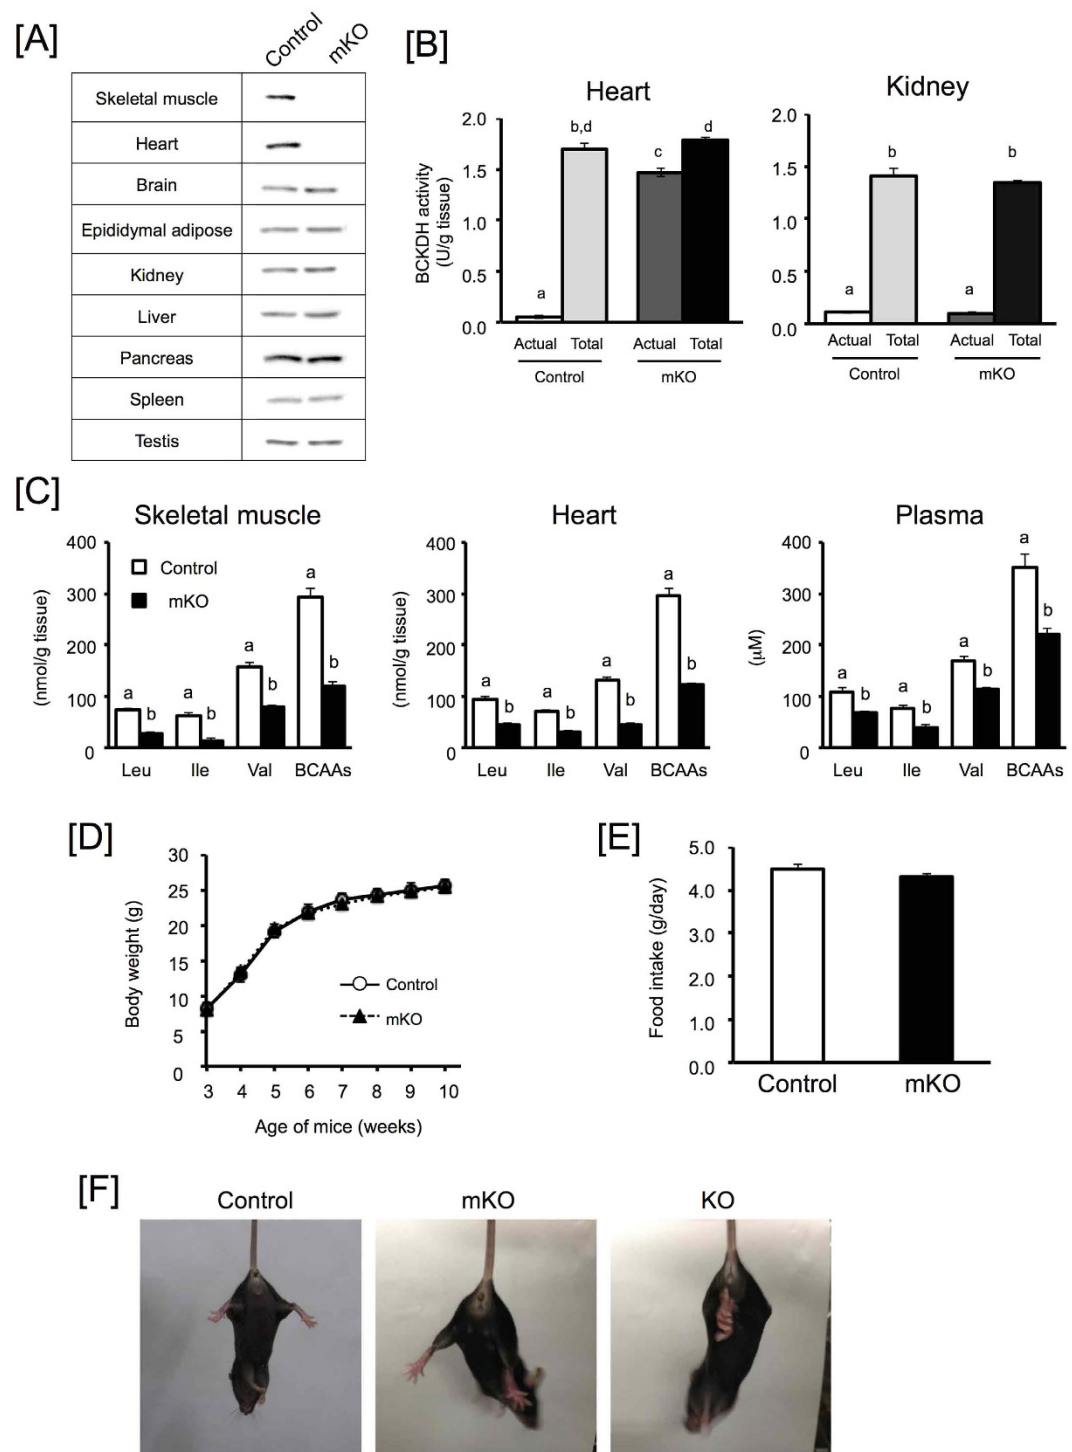 [A]
Control mKO
Skeletal muscle
Heart
Brain
Epididymal adipose
Kidney
Liver
Pancreas
Spleen
Testis
[B]
Heart
BCKDH activity
(U/g tissue)
2.0
1.5
1.0
0.5
0.0
a
b,d
c
d
Actual Total Actual Total
Control mKO
Kidney
2.0
1.5
1.0
0.5
0.0
a
b
a
b
Actual Total Actual Total
Control mKO
[C]
Skeletal muscle
(nmol/g tissue)
400
300
200
100
0
Control
mKO
a b a b a b a b
Leu Ile Val BCAAs
Heart
(nmol/g tissue)
400
300
200
100
0
a b a b a b a b
Leu Ile Val BCAAs
Plasma
(μM)
400
300
200
100
0
a b a b a b a b
Leu Ile Val BCAAs
[D]
Body weight (g)
30
25
20
15
10
5
0
Control
mKO
3 4 5 6 7 8 9 10
Age of mice (weeks)
[E]
Food intake (g/day)
5.0
4.0
3.0
2.0
1.0
0.0
Control mKO
[F]
Control mKO KO